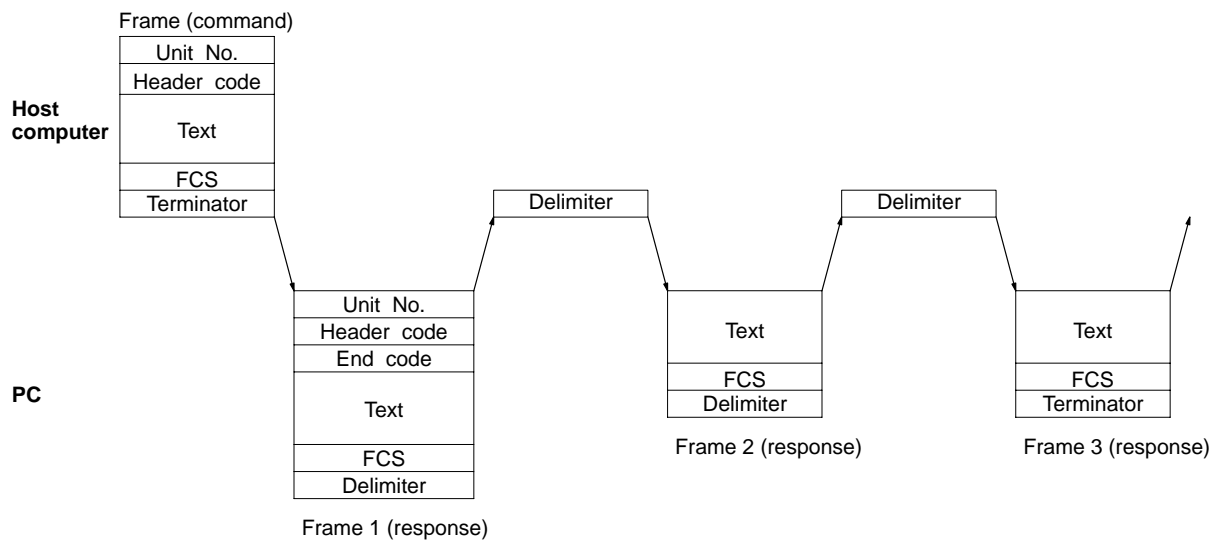 Frame (command)
Unit No.
Header code
Host
computer
Text
FCS
Terminator
Delimiter
Delimiter
Unit No.
Header code
End code
Text
FCS
Delimiter
Frame 1 (response)
PC
Text
FCS
Delimiter
Frame 2 (response)
Text
FCS
Terminator
Frame 3 (response)